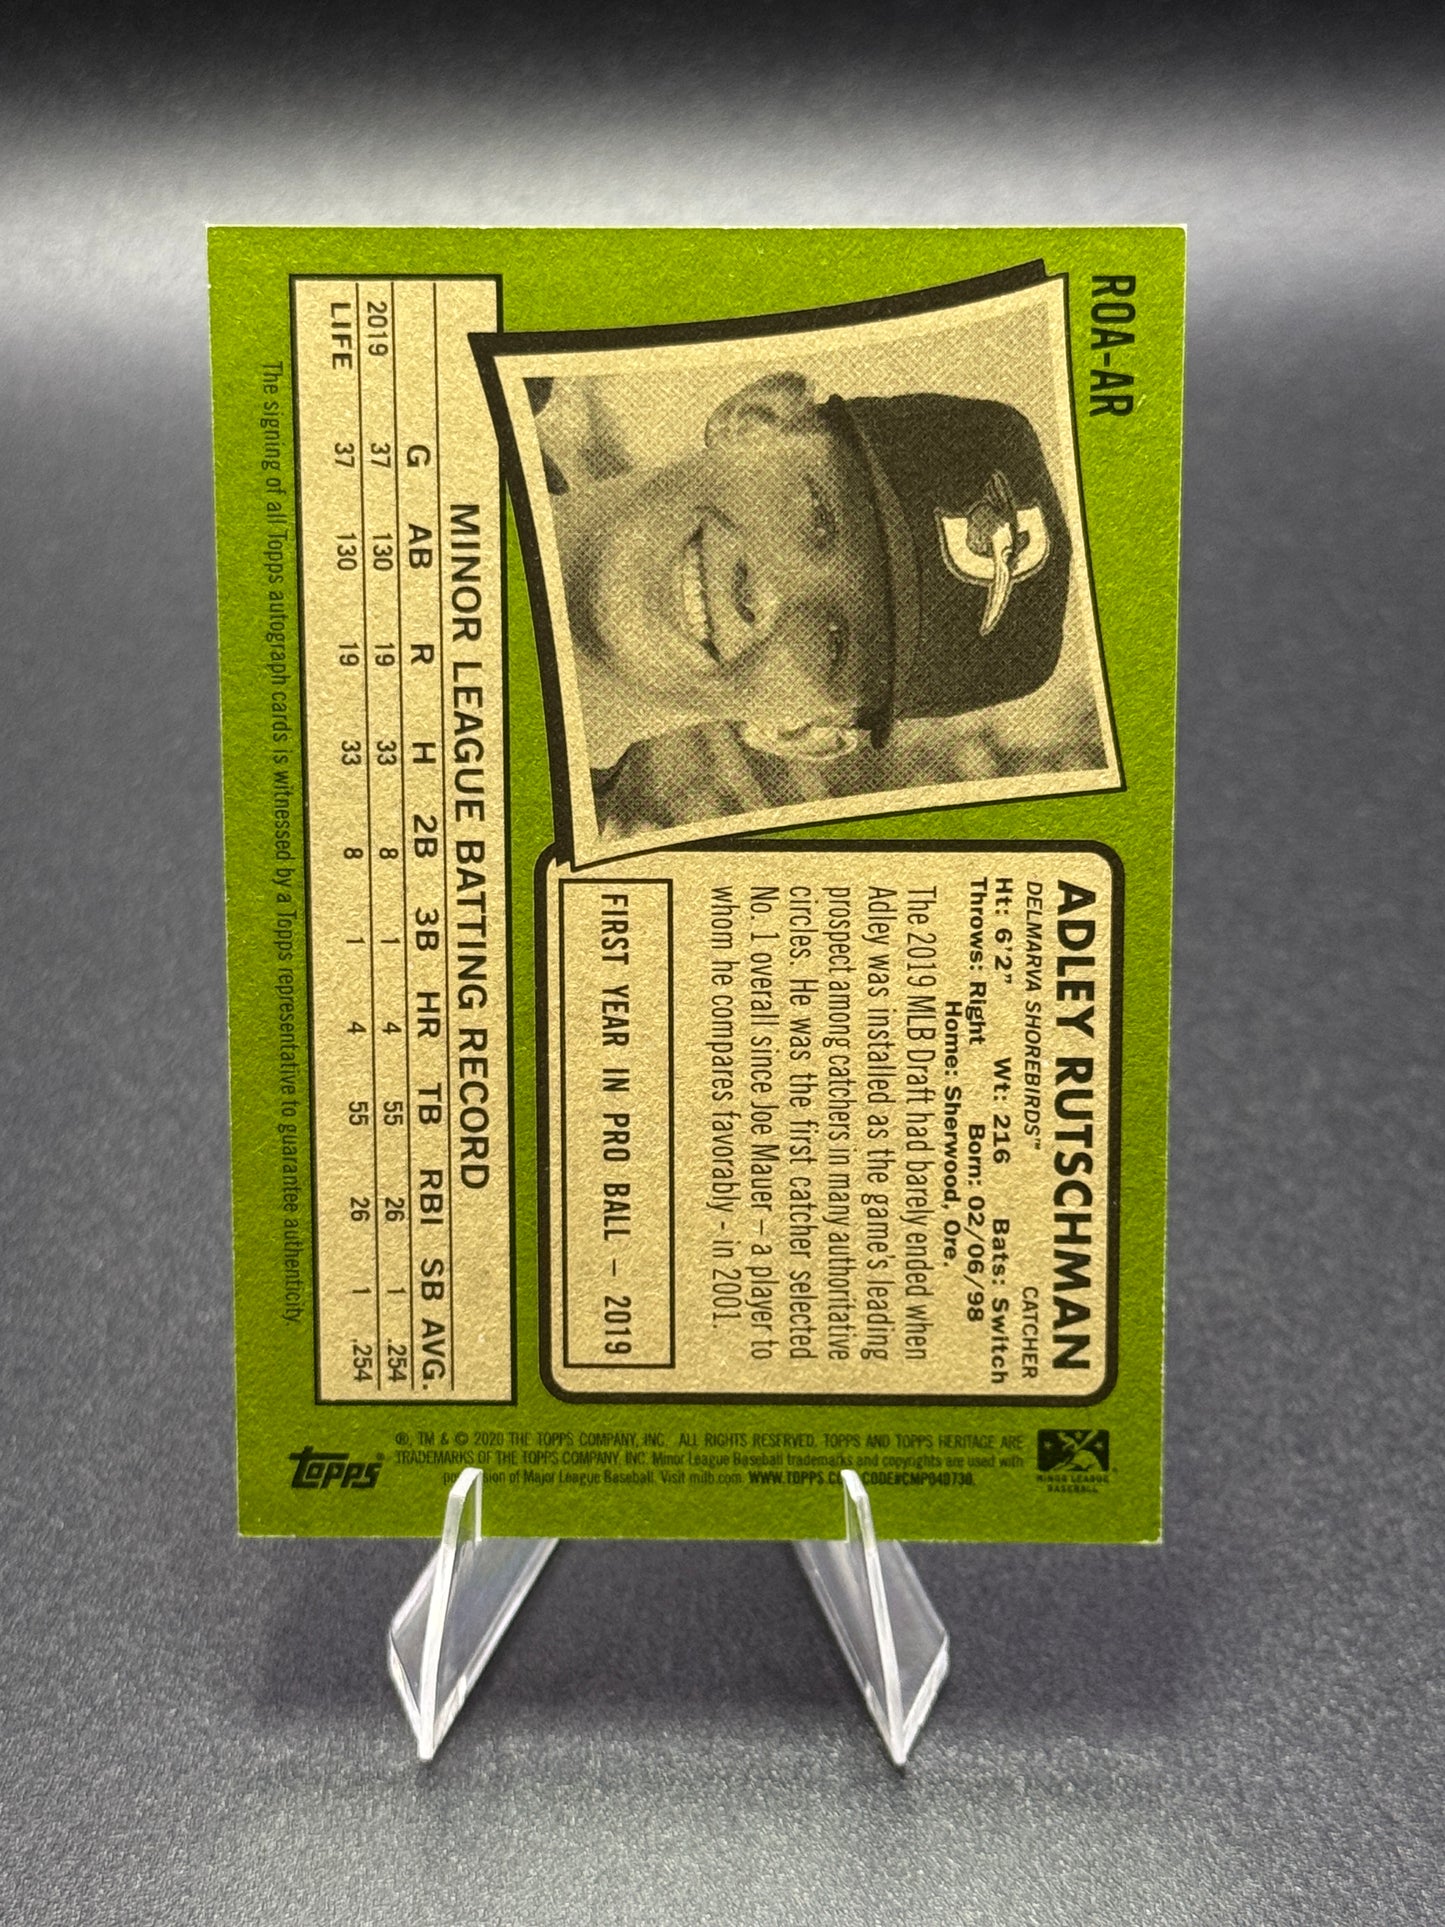 ROA-AR
ADLEY RUTSCHMAN
DELMARVA SHOREBIRDS™ CATCHER
Ht: 6'2" Wt: 216 Bats: Switch
Throws: Right Born: 02/06/98
Home: Sherwood, Ore.
The 2019 MLB Draft had barely ended when
Adley was installed as the game's leading
prospect among catchers in many authoritative
circles. He was the first catcher selected
No. 1 overall since Joe Mauer – a player to
whom he compares favorably - in 2001.
FIRST YEAR IN PRO BALL – 2019
MINOR LEAGUE BATTING RECORD
G AB R H 2B 3B HR TB RBI SB AVG.
2019 37 130 19 33 8 1 4 55 26 1 .254
LIFE 37 130 19 33 8 1 4 55 26 1 .254
The signing of all Topps autograph cards is witnessed by a Topps representative to guarantee authenticity.
MINOR LEAGUE
BASEBALL
®, TM & © 2020 THE TOPPS COMPANY, INC. ALL RIGHTS RESERVED. TOPPS AND TOPPS HERITAGE ARE
TRADEMARKS OF THE TOPPS COMPANY, INC. Minor League Baseball trademarks and copyrights are used with
of Major League Baseball. Visit milb.com. WWW.TOPPS. CODE#CMP040730.
Topps®